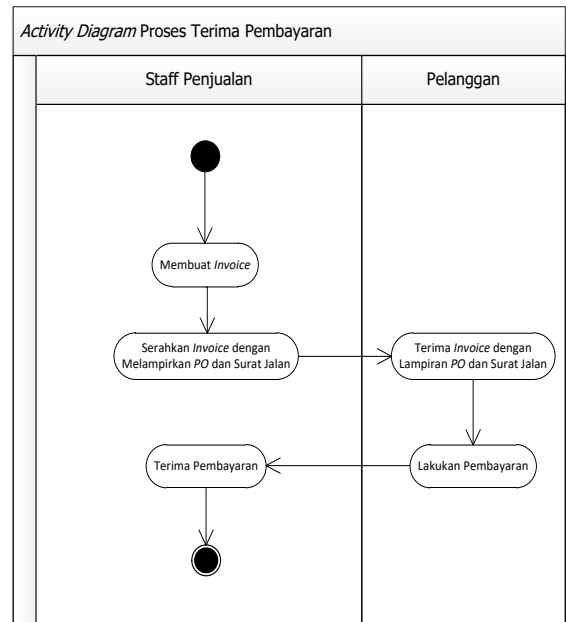 Activity Diagram Proses Terima Pembayaran
Staff Penjualan
Pelanggan
Membuat Invoice
Serahkan Invoice dengan
Melampirkan PO dan Surat Jalan
Terima Invoice dengan
Lampiran PO dan Surat Jalan
Terima Pembayaran
Lakukan Pembayaran